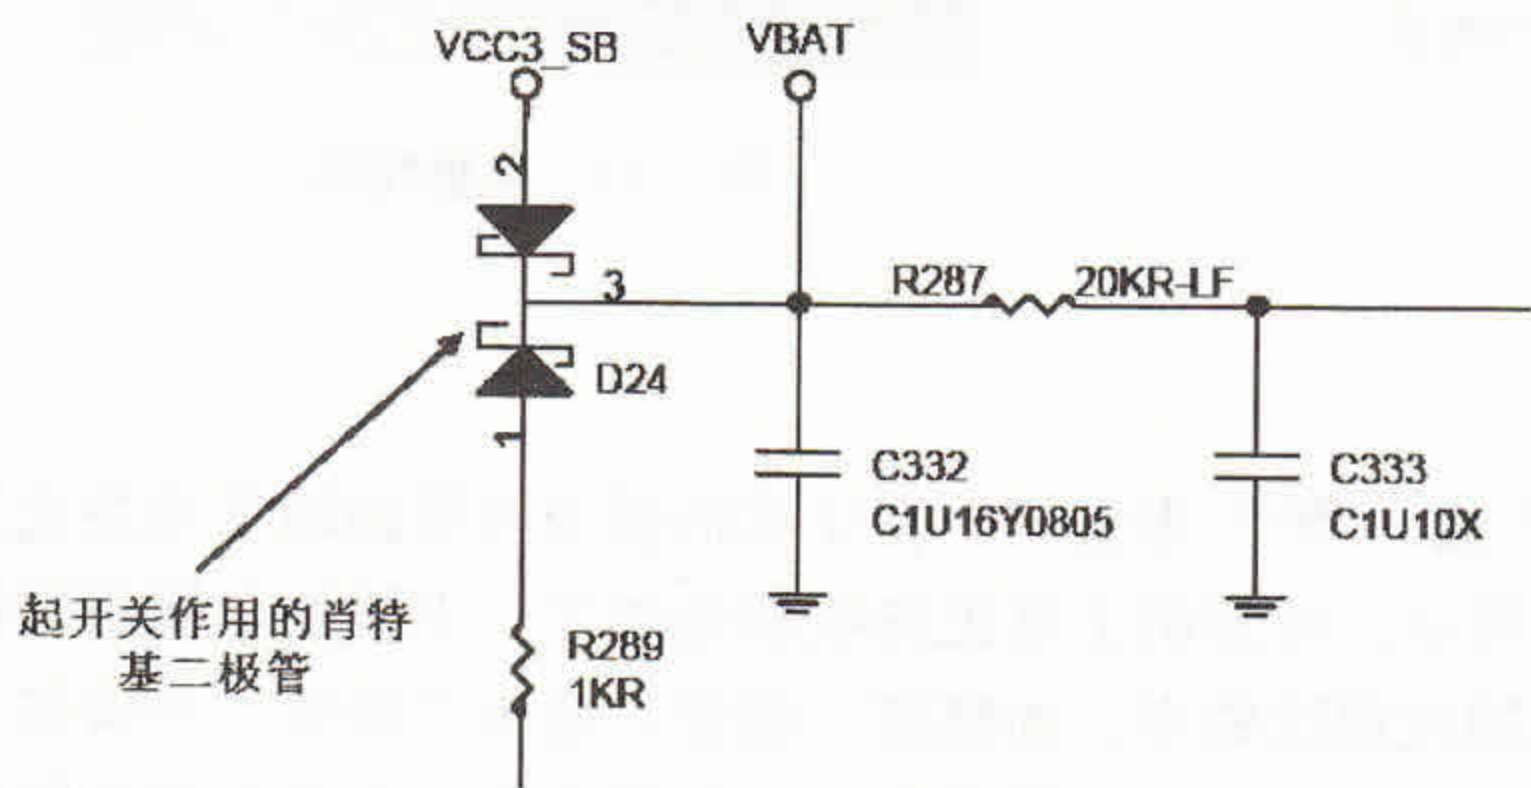 VCC3_SB
VBAT
2
3
R287
20KR-LF
D24
1
C332
C1U16Y0805
C333
C1U10X
起开关作用的肖特
基二极管
R289
1KR